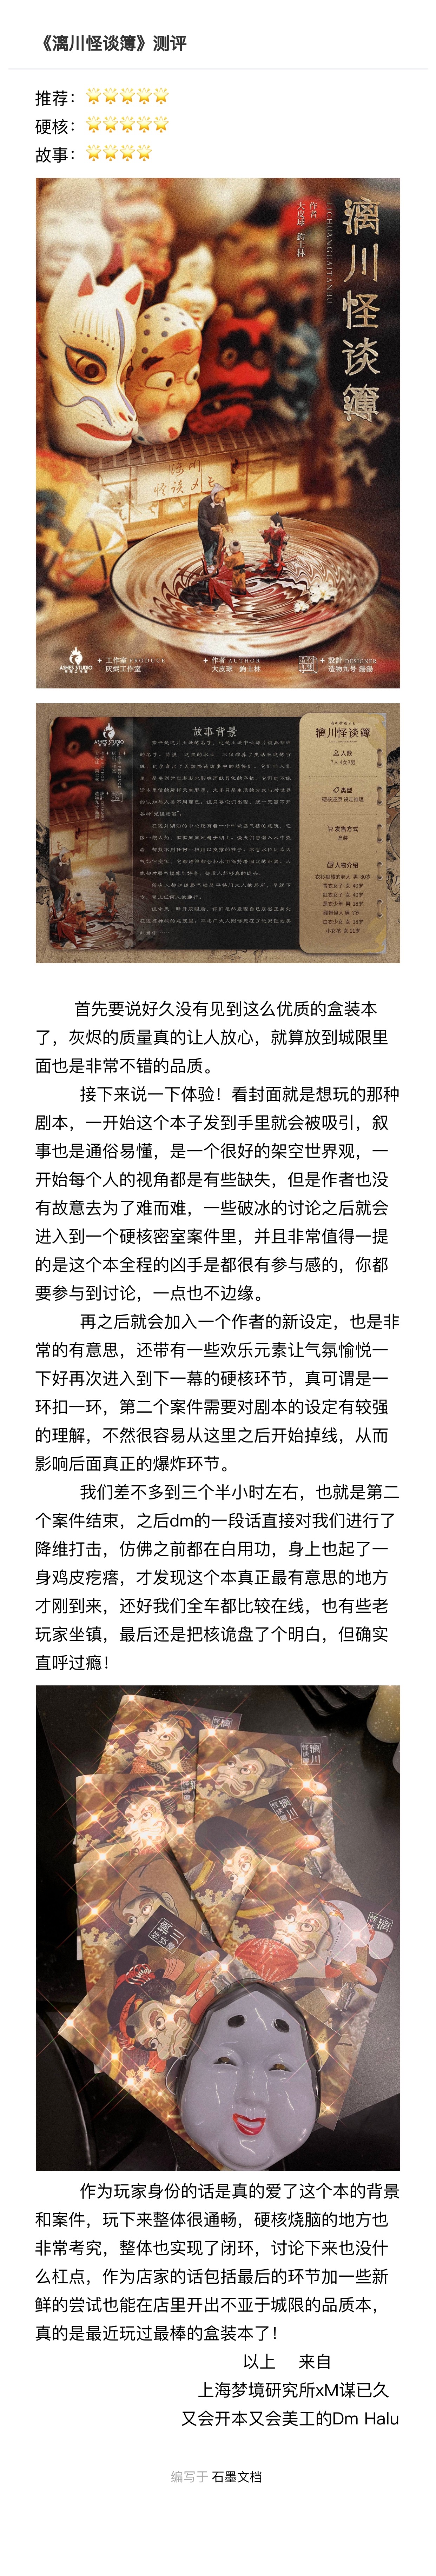 《漓川怪谈簿》测评
推荐：
硬核：
故事：
漓川怪谈簿
LICHUANGUAITANBU
作者
大皮球 鈞士林
漓川
怪谈
ASHES STUDIO
工作室 PRODUCE
灰烬工作室
作者 AUTHOR
大皮球 鈞士林
設計 DESIGNER
造物九号 湯湯
故事背景
ASHES STUDIO
漓川怪谈簿
人数
7人 4女3男
类型
硬核还原 设定推理
发售方式
盒装
人物介绍
首先要说好久没有见到这么优质的盒装本
了，灰烬的质量真的让人放心，就算放到城限里
面也是非常不错的品质。
接下来说一下体验！看封面就是想玩的那种
剧本，一开始这个本子发到手里就会被吸引，叙
事也是通俗易懂，是一个很好的架空世界观，一
开始每个人的视角都是有些缺失，但是作者也没
有故意去为了难而难，一些破冰的讨论之后就会
进入到一个硬核密室案件里，并且非常值得一提
的是这个本全程的凶手是都很有参与感的，你都
要参与到讨论，一点也不边缘。
再之后就会加入一个作者的新设定，也是非
常的有意思，还带有一些欢乐元素让气氛愉悦一
下好再次进入到下一幕的硬核环节，真可谓是一
环扣一环，第二个案件需要对剧本的设定有较强
的理解，不然很容易从这里之后开始掉线，从而
影响后面真正的爆炸环节。
我们差不多到三个半小时左右，也就是第二
个案件结束，之后dm的一段话直接对我们进行了
降维打击，仿佛之前都在白用功，身上也起了一
身鸡皮疙瘩，才发现这个本真正最有意思的地方
才刚到来，还好我们全车都比较在线，也有些老
玩家坐镇，最后还是把核诡盘了个明白，但确实
直呼过瘾！
漓川
怪谈簿
作为玩家身份的话是真的爱了这个本的背景
和案件，玩下来整体很通畅，硬核烧脑的地方也
非常考究，整体也实现了闭环，讨论下来也没什
么杠点，作为店家的话包括最后的环节加一些新
鲜的尝试也能在店里开出不亚于城限的品质本，
真的是最近玩过最棒的盒装本了！
以上 来自
上海梦境研究所xM谋已久
又会开本又会美工的Dm Halu
编写于 石墨文档